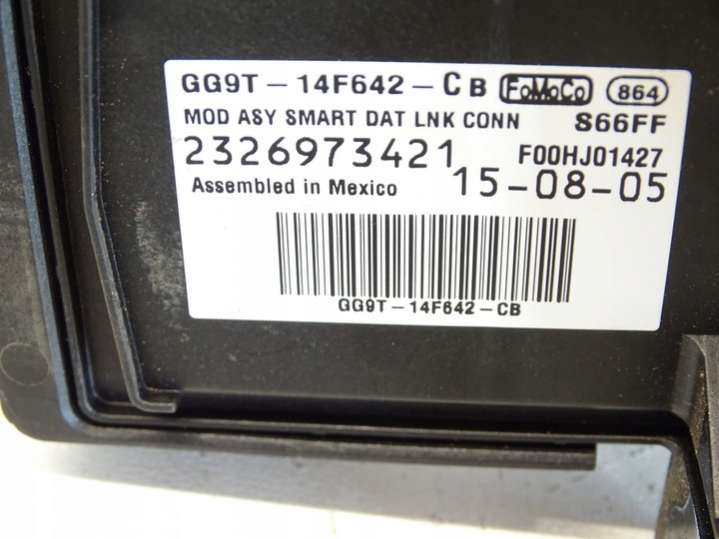 GG9T-14F642-CB FoMoCo 864
MOD ASY SMART DAT LNK CONN S66FF
2326973421 F00HJ01427
Assembled in Mexico 15-08-05
GG9T-14F642-CB